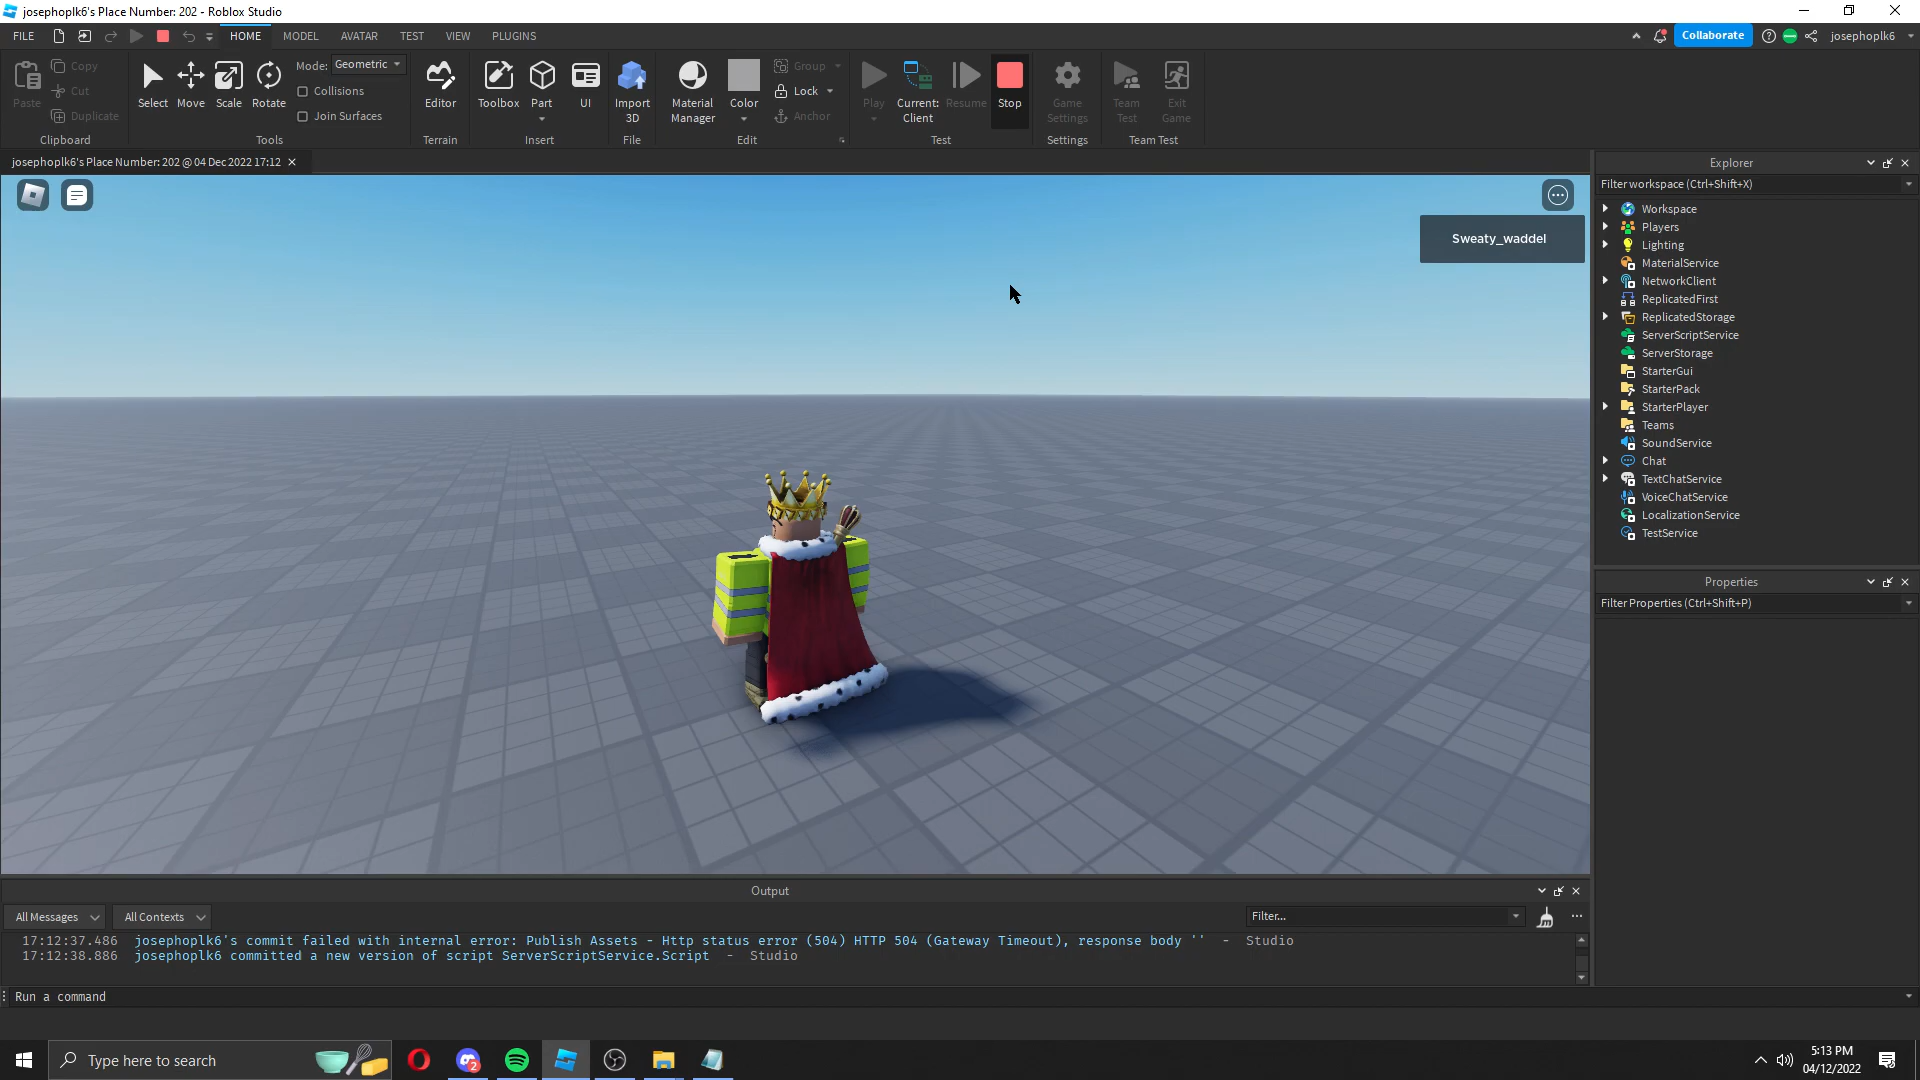 josephoplk6's Place Number: 202 - Roblox Studio
FILE HOME MODEL AVATAR TEST VIEW PLUGINS Collaborate josephoplk6
Paste Copy Cut Duplicate Clipboard
Select Move Scale Rotate Mode: Geometric Collisions Join Surfaces Tools
Editor Terrain
Toolbox Part UI Insert
Import 3D File
Material Manager Color Group Lock Anchor Edit
Play Current: Client Resume Stop Test
Game Settings Settings
Team Test Exit Game Team Test
josephoplk6's Place Number: 202 @ 04 Dec 2022 17:12
Sweaty_waddel
Explorer
Filter workspace (Ctrl+Shift+X)
Workspace
Players
Lighting
MaterialService
NetworkClient
ReplicatedFirst
ReplicatedStorage
ServerScriptService
ServerStorage
StarterGui
StarterPack
StarterPlayer
Teams
SoundService
Chat
TextChatService
VoiceChatService
LocalizationService
TestService
Properties
Filter Properties (Ctrl+Shift+P)
Output
All Messages All Contexts Filter...
17:12:37.486 josephoplk6's commit failed with internal error: Publish Assets - Http status error (504) HTTP 504 (Gateway Timeout), response body '' - Studio
17:12:38.886 josephoplk6 committed a new version of script ServerScriptService.Script - Studio
Run a command
Type here to search
2
5:13 PM
04/12/2022